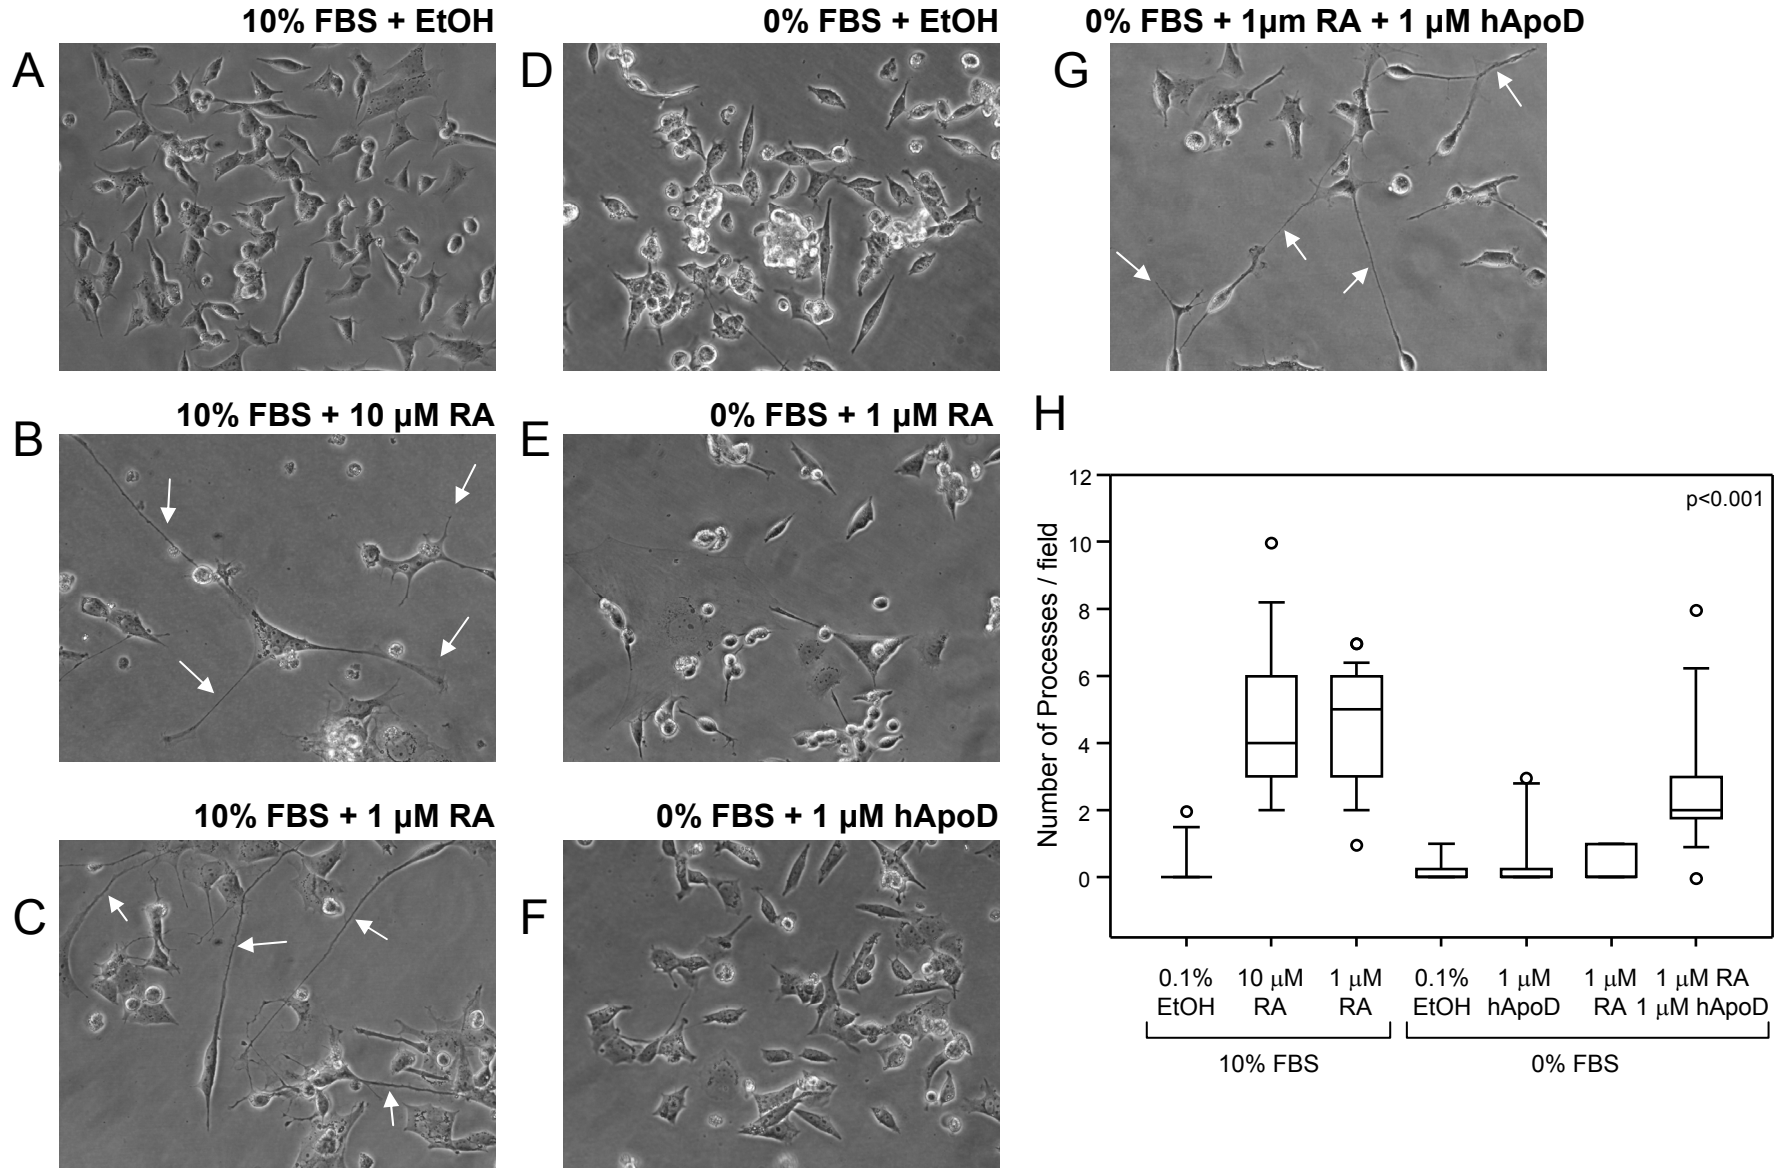 10% FBS + EtOH
A
0% FBS + EtOH
D
0% FBS + 1µm RA + 1 µM hApoD
G
10% FBS + 10 µM RA
B
0% FBS + 1 µM RA
E
10% FBS + 1 µM RA
C
0% FBS + 1 µM hApoD
F
H
Number of Processes / field
12
10
8
6
4
2
0
p<0.001
0.1% EtOH
10 µM RA
1 µM RA
0.1% EtOH
1 µM hApoD
1 µM RA
1 µM RA
1 µM hApoD
10% FBS
0% FBS